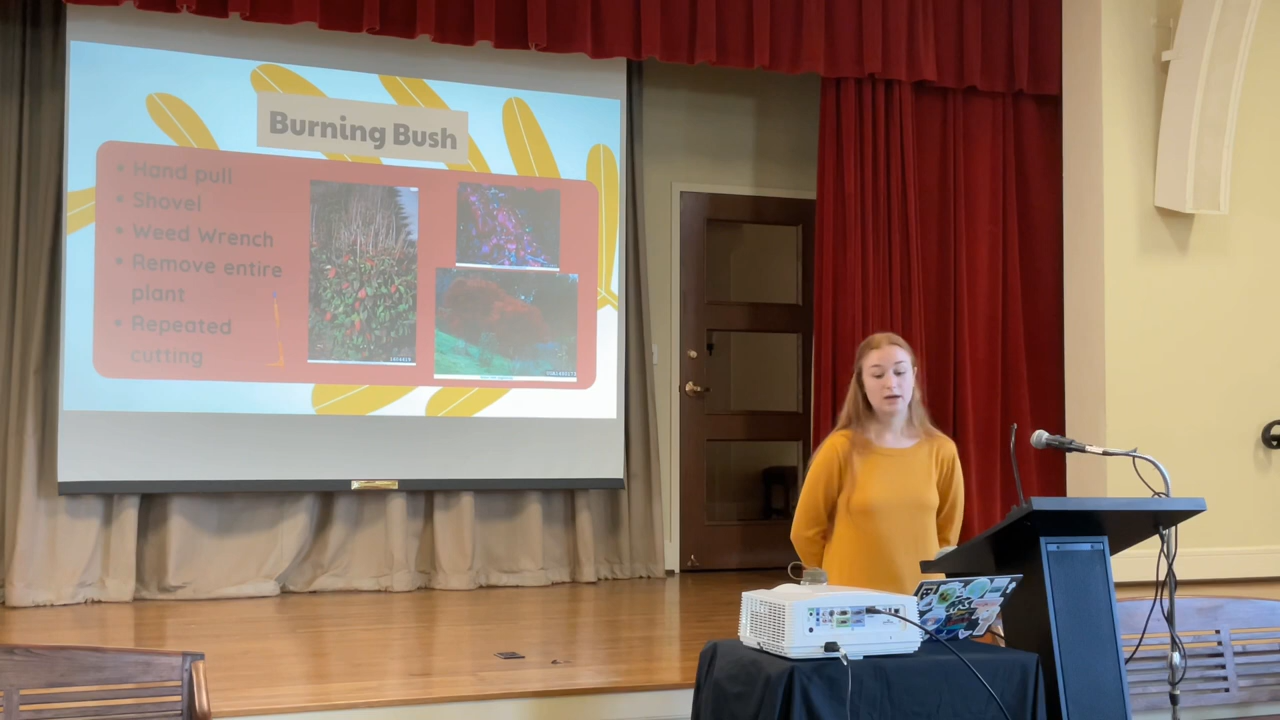 Burning Bush
• Hand pull
• Shovel
• Weed Wrench
• Remove entire
plant
• Repeated
cutting